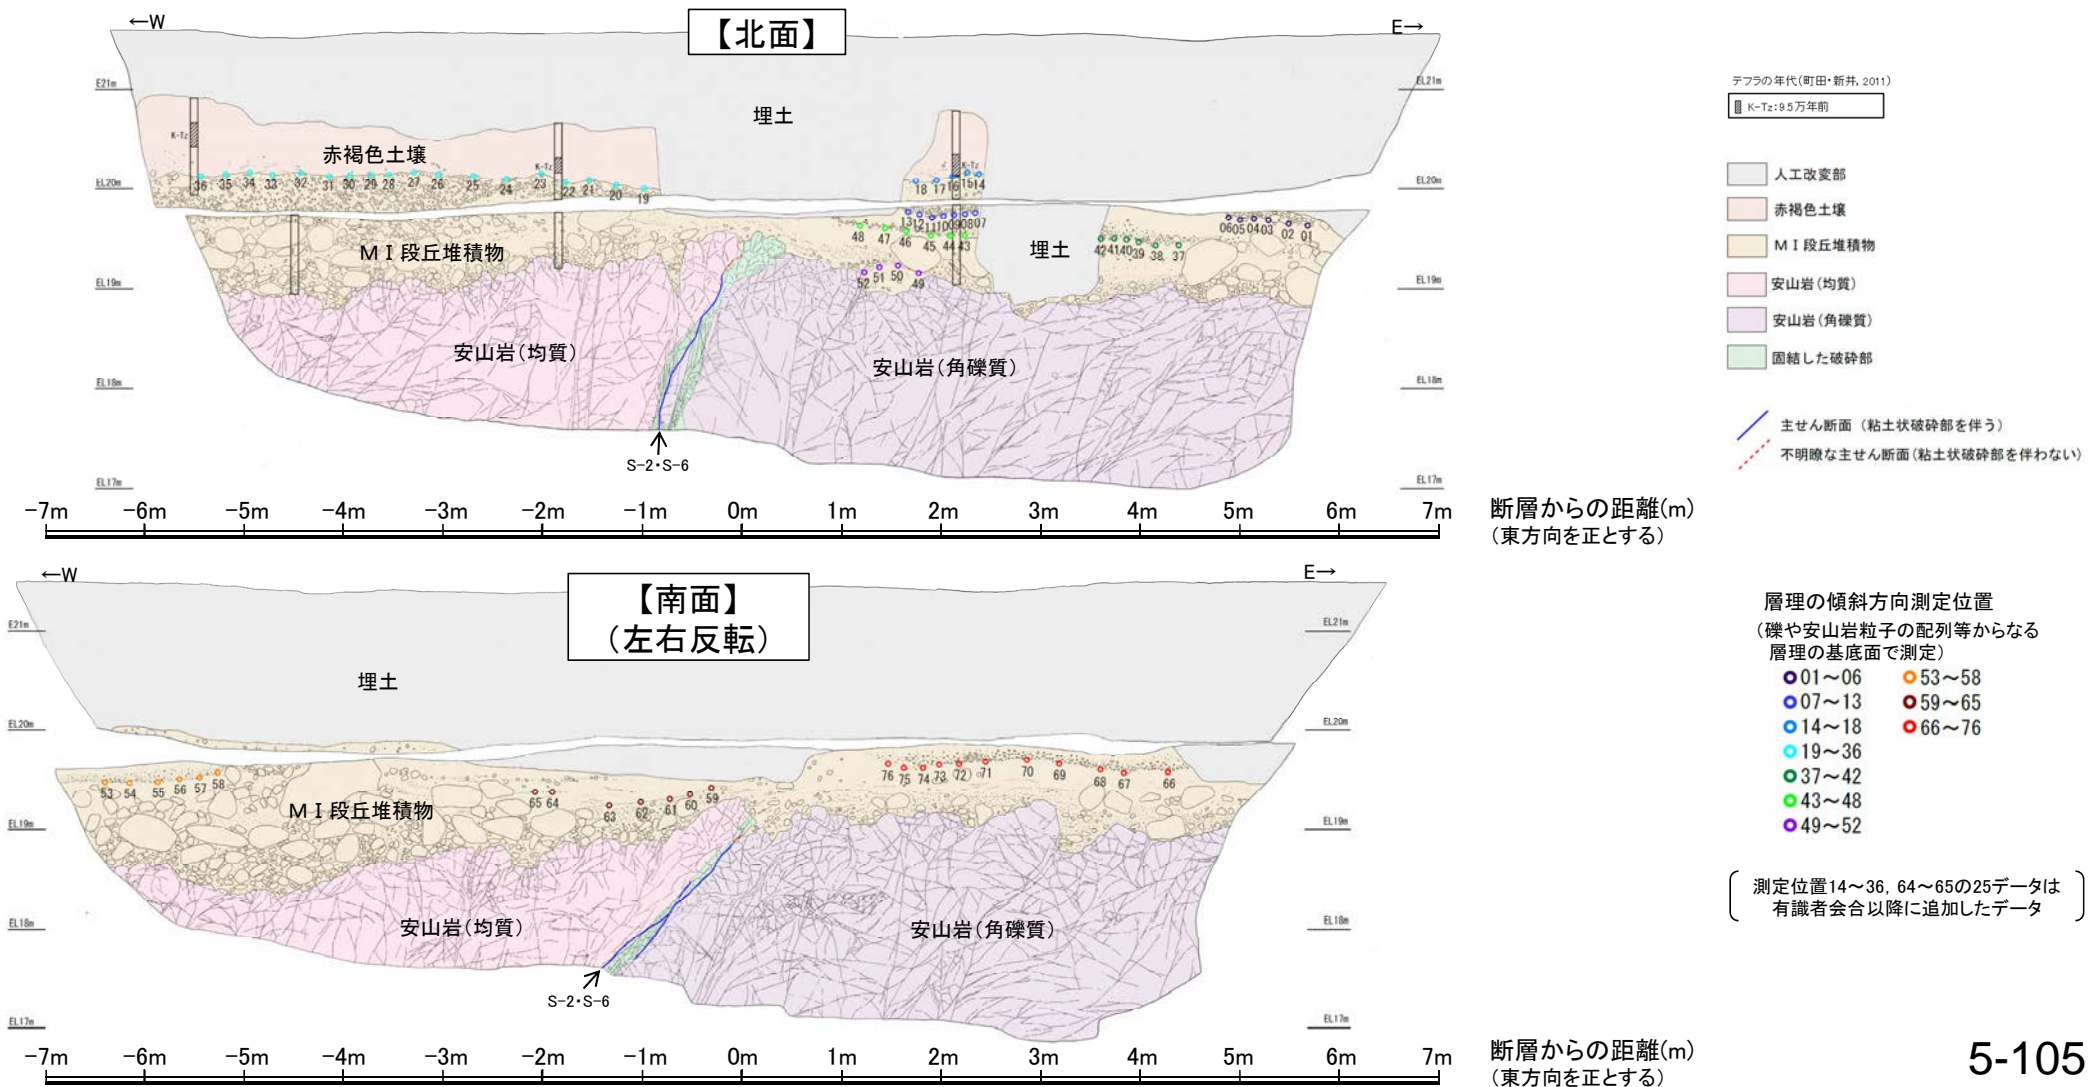 ←W
【北面】
E→
E21m
EL21m
埋土
K-Tz
赤褐色土壌
K-Tz
K-Tz
EL20m
36 35 34 33 32 31 30 29 28 27 26 25 24 23 22 21 20 19
18 17 16 15 14
EL20m
13 12 11 10 09 08 07
06 05 04 03 02 01
48 47 46 45 44 43
42 41 40 39 38 37
MⅠ段丘堆積物
埋土
52 51 50 49
EL19m
EL19m
安山岩(均質)
安山岩(角礫質)
EL18m
EL18m
S-2・S-6
EL17m
EL17m
-7m -6m -5m -4m -3m -2m -1m 0m 1m 2m 3m 4m 5m 6m 7m
断層からの距離(m)
(東方向を正とする)
テフラの年代(町田・新井, 2011)
K-Tz:9.5万年前
人工改変部
赤褐色土壌
MⅠ段丘堆積物
安山岩(均質)
安山岩(角礫質)
固結した破砕部
主せん断面 (粘土状破砕部を伴う)
不明瞭な主せん断面(粘土状破砕部を伴わない)
←W
【南面】
(左右反転)
E→
E21m
EL21m
埋土
EL20m
EL20m
53 54 55 56 57 58
65 64 63 62 61 60 59
76 75 74 73 72 71 70 69 68 67 66
MⅠ段丘堆積物
EL19m
EL19m
安山岩(均質)
安山岩(角礫質)
EL18m
EL18m
S-2・S-6
EL17m
EL17m
-7m -6m -5m -4m -3m -2m -1m 0m 1m 2m 3m 4m 5m 6m 7m
断層からの距離(m)
(東方向を正とする)
層理の傾斜方向測定位置
(礫や安山岩粒子の配列等からなる
層理の基底面で測定)
01~06 53~58
07~13 59~65
14~18 66~76
19~36
37~42
43~48
49~52
測定位置14~36, 64~65の25データは
有識者会合以降に追加したデータ
5-105